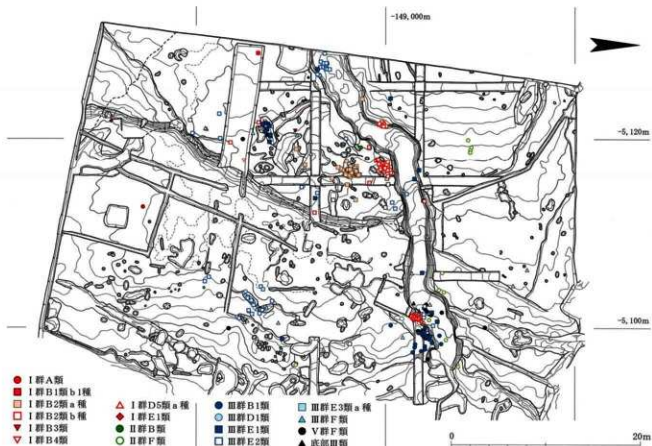 -149,000m
-5,120
-5,100
Ⅰ群A類
Ⅰ群B1類b1種
Ⅰ群B2類a種
Ⅰ群B2類b種
Ⅰ群B3類
Ⅰ群B4類
Ⅰ群D5類a種
Ⅰ群E1類
Ⅱ群B類
Ⅱ群F類
Ⅲ群B1類
Ⅲ群D1類
Ⅲ群E1類
Ⅲ群E2類
Ⅲ群E3類a種
Ⅲ群F類
Ⅴ群F類
底部Ⅲ類
0 20m